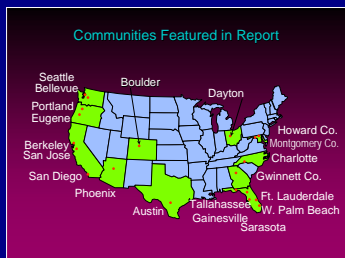 Communities Featured in Report
Seattle
Bellevue
Boulder
Dayton
Portland
Eugene
Howard Co.
Montgomery Co.
Berkeley
San Jose
Charlotte
San Diego
Gwinnett Co.
Phoenix
Ft. Lauderdale
Austin
Tallahassee
W. Palm Beach
Gainesville
Sarasota